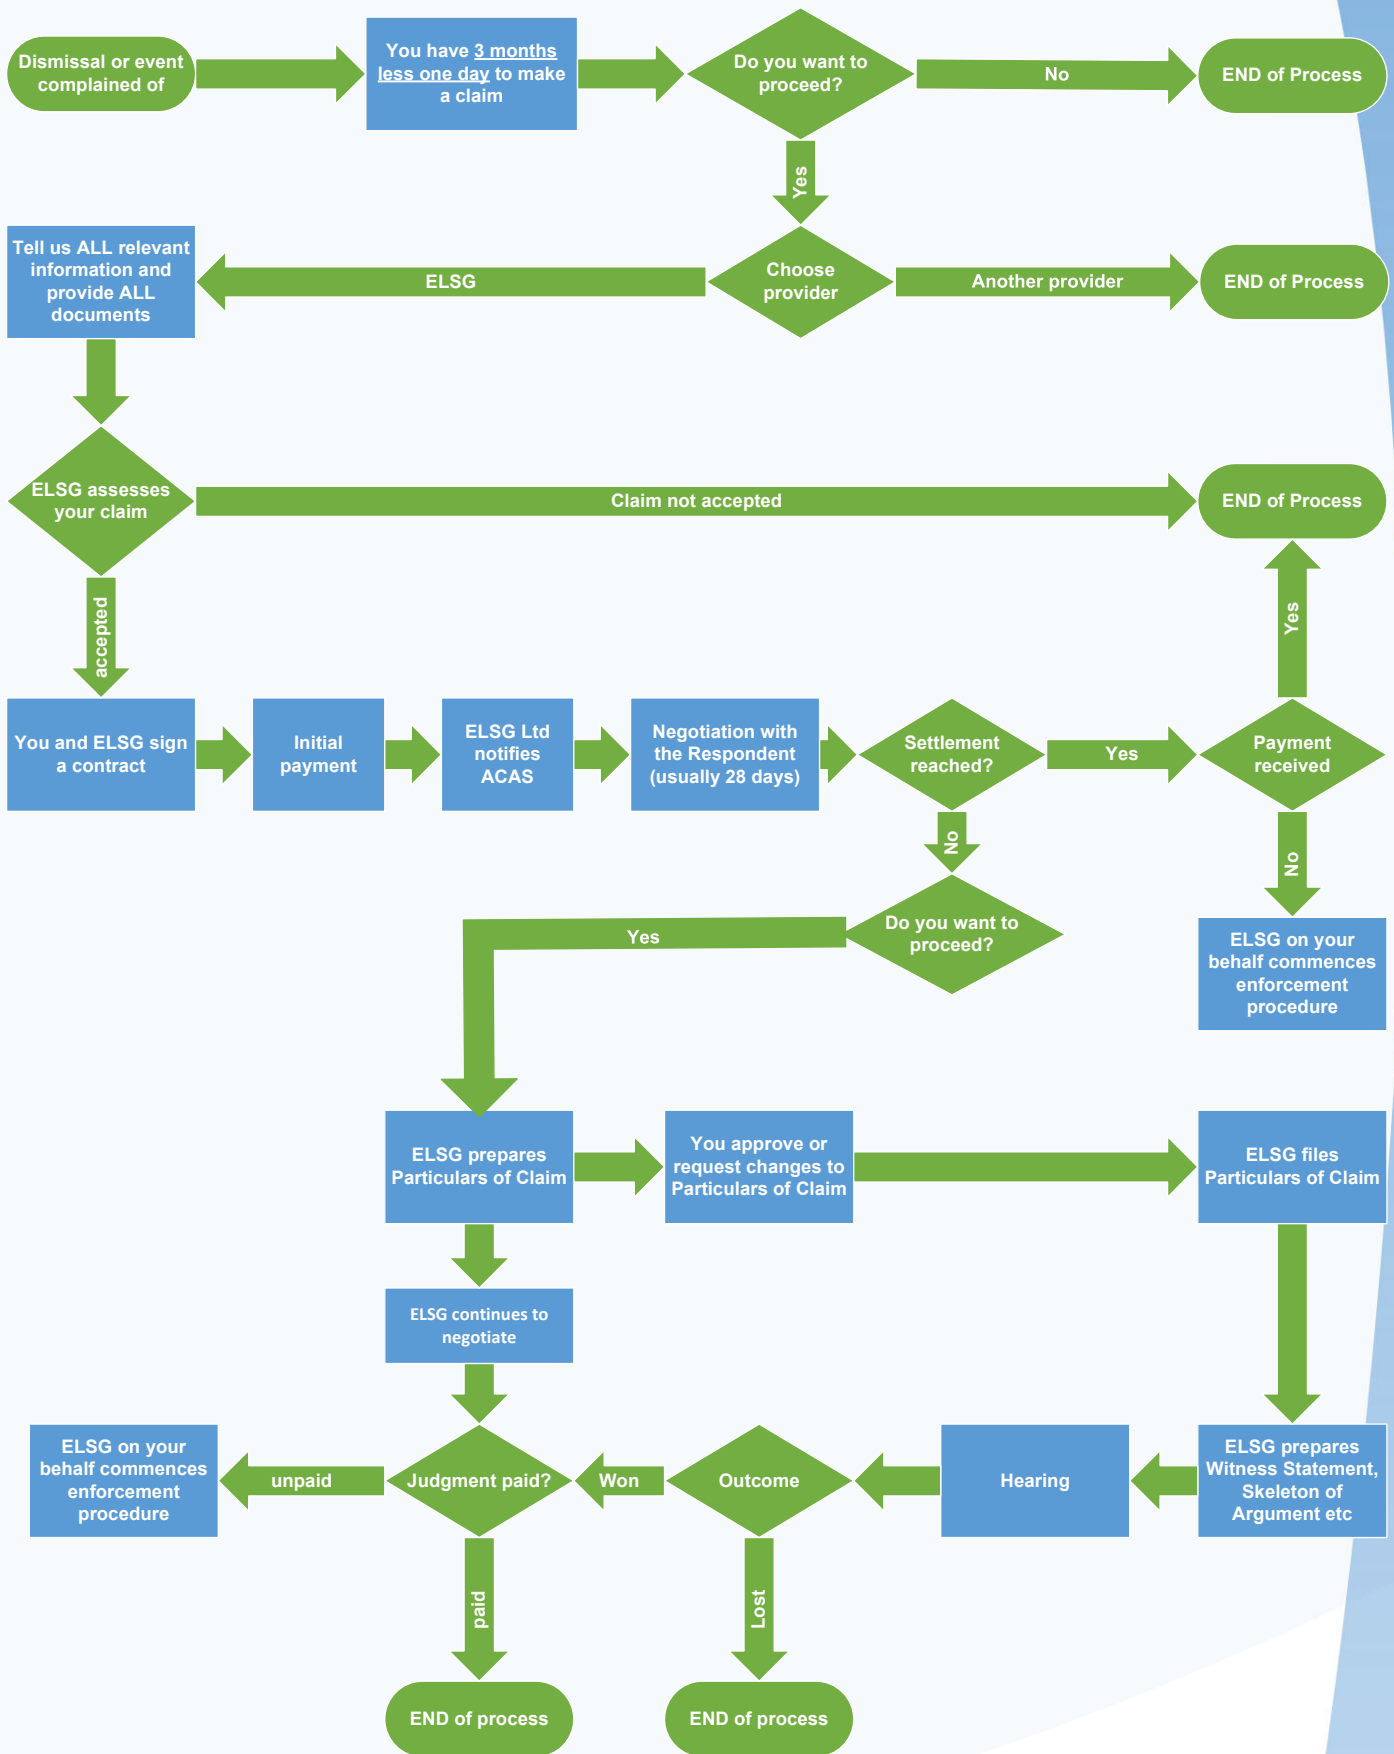 Dismissal or event
complained of
You have 3 months
less one day to make
a claim
Do you want to
proceed?
No
END of Process
Yes
Tell us ALL relevant
information and
provide ALL
documents
ELSG
Choose
provider
Another provider
END of Process
ELSG assesses
your claim
Claim not accepted
END of Process
accepted
Yes
You and ELSG sign
a contract
Initial
payment
ELSG Ltd
notifies
ACAS
Negotiation with
the Respondent
(usually 28 days)
Settlement
reached?
Yes
Payment
received
No
No
Do you want to
proceed?
Yes
ELSG on your
behalf commences
enforcement
procedure
ELSG prepares
Particulars of Claim
You approve or
request changes to
Particulars of Claim
ELSG files
Particulars of Claim
ELSG continues to
negotiate
ELSG on your
behalf commences
enforcement
procedure
unpaid
Judgment paid?
Won
Outcome
Hearing
ELSG prepares
Witness Statement,
Skeleton of
Argument etc
paid
Lost
END of process
END of process